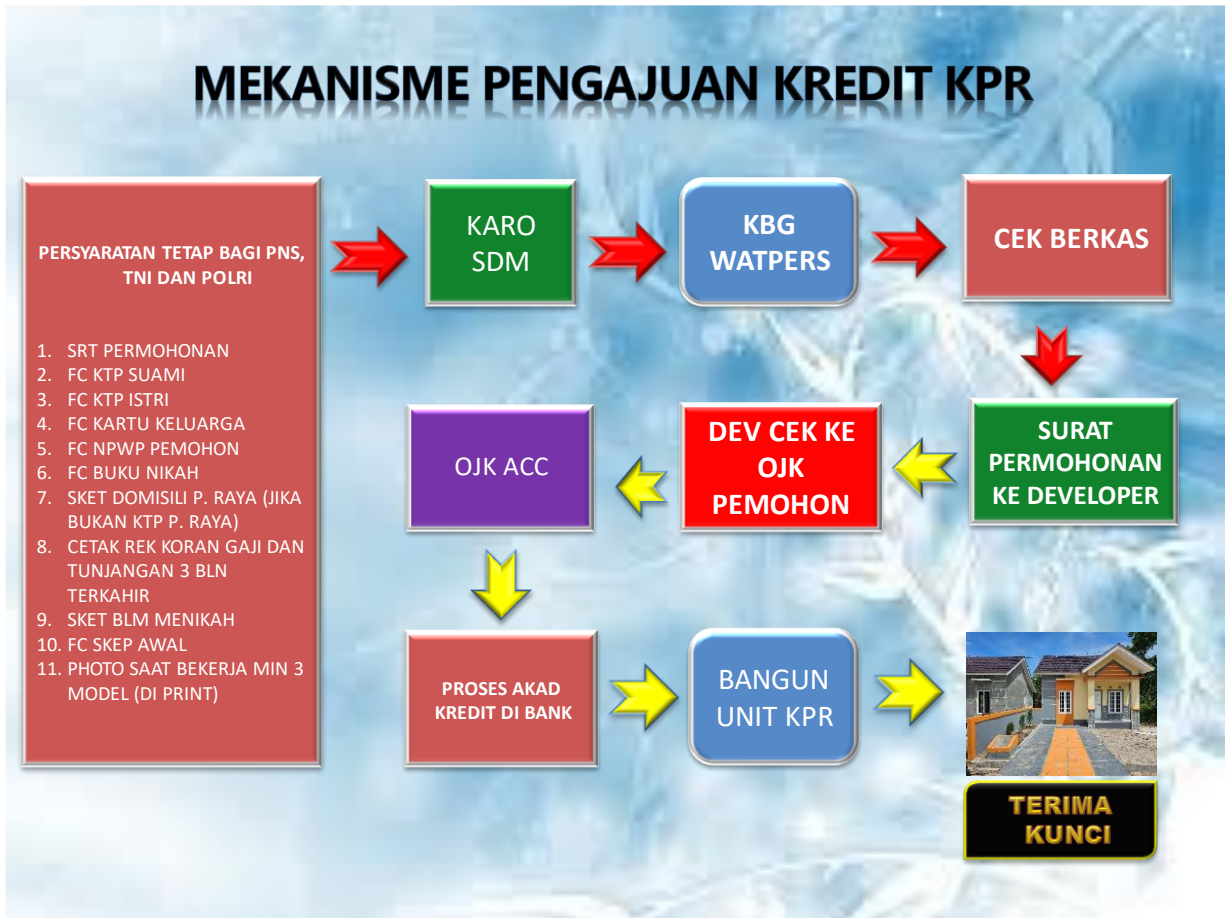 MEKANISME PENGAJUAN KREDIT KPR
PERSYARATAN TETAP BAGI PNS,
TNI DAN POLRI
1. SRT PERMOHONAN
2. FC KTP SUAMI
3. FC KTP ISTRI
4. FC KARTU KELUARGA
5. FC NPWP PEMOHON
6. FC BUKU NIKAH
7. SKET DOMISILI P. RAYA (JIKA
BUKAN KTP P. RAYA)
8. CETAK REK KORAN GAJI DAN
TUNJANGAN 3 BLN
TERKAHIR
9. SKET BLM MENIKAH
10. FC SKEP AWAL
11. PHOTO SAAT BEKERJA MIN 3
MODEL (DI PRINT)
KARO
SDM
KBG
WATPERS
CEK BERKAS
SURAT
PERMOHONAN
KE DEVELOPER
DEV CEK KE
OJK
PEMOHON
OJK ACC
PROSES AKAD
KREDIT DI BANK
BANGUN
UNIT KPR
TERIMA
KUNCI